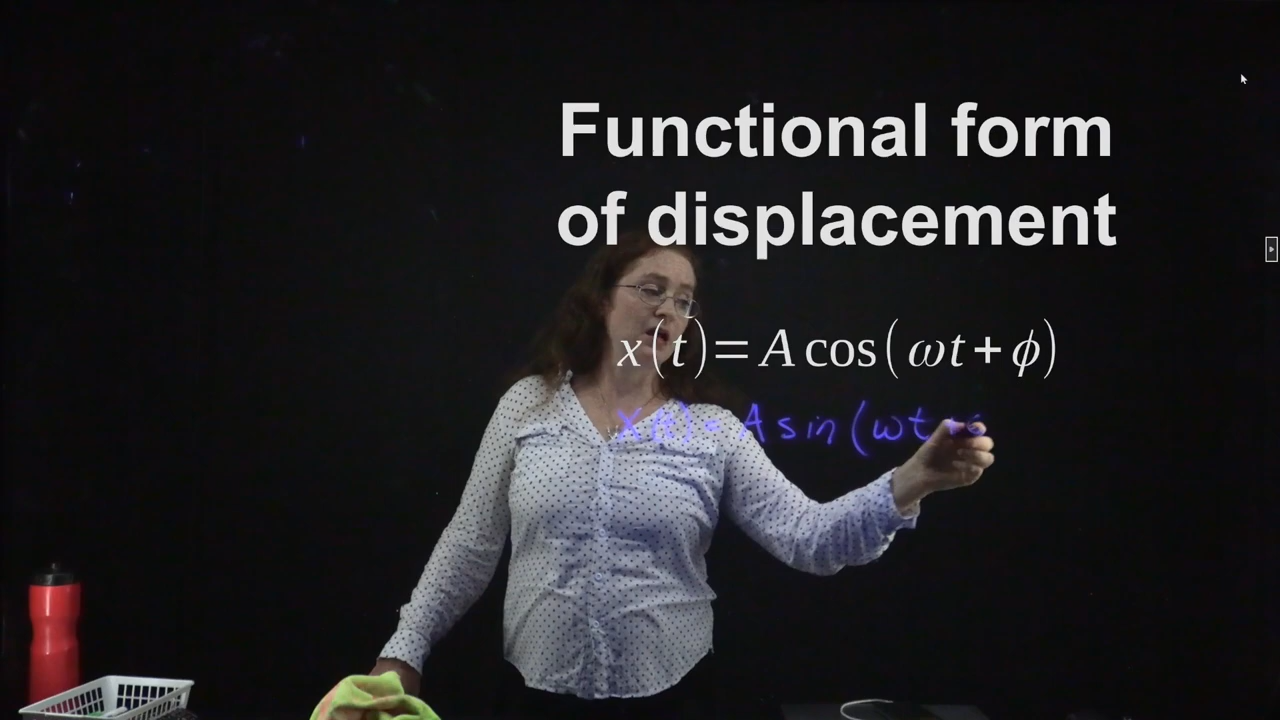 Functional form
of displacement
x(t)=A cos(ωt+ϕ)
x(t) = A sin (ωt +